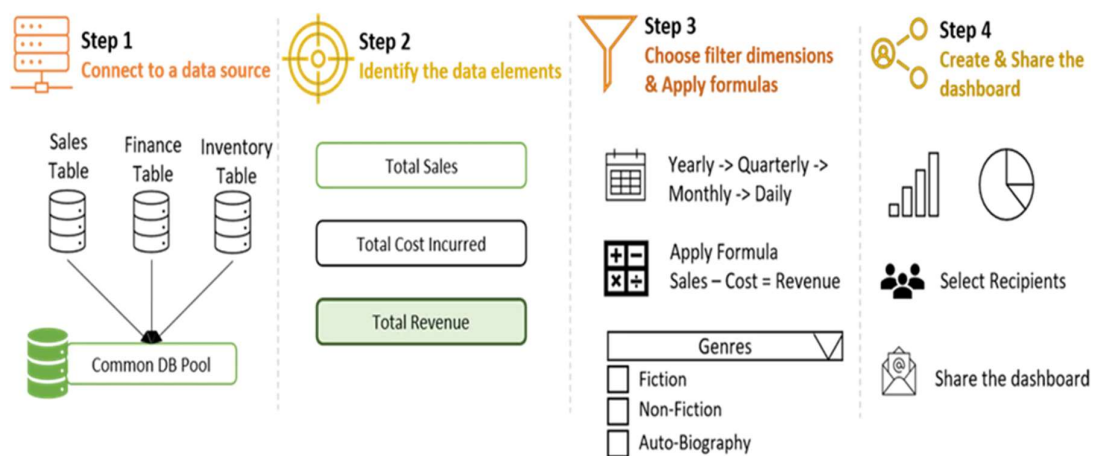 Step 1
Connect to a data source
Sales
Table
Finance
Table
Inventory
Table
Common DB Pool
Step 2
Identify the data elements
Total Sales
Total Cost Incurred
Total Revenue
Step 3
Choose filter dimensions
& Apply formulas
Yearly -> Quarterly ->
Monthly -> Daily
Apply Formula
Sales – Cost = Revenue
Genres
Fiction
Non-Fiction
Auto-Biography
Step 4
Create & Share the
dashboard
Select Recipients
@
Share the dashboard